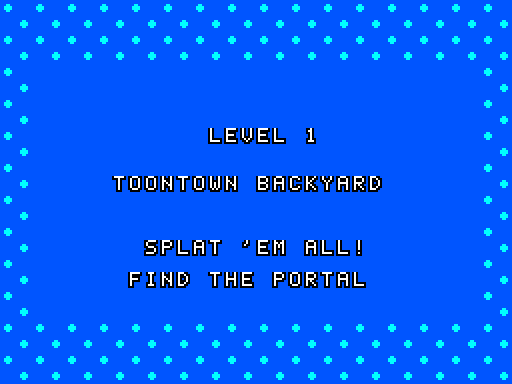 LEVEL 1
TOONTOWN BACKYARD
SPLAT 'EM ALL!
FIND THE PORTAL